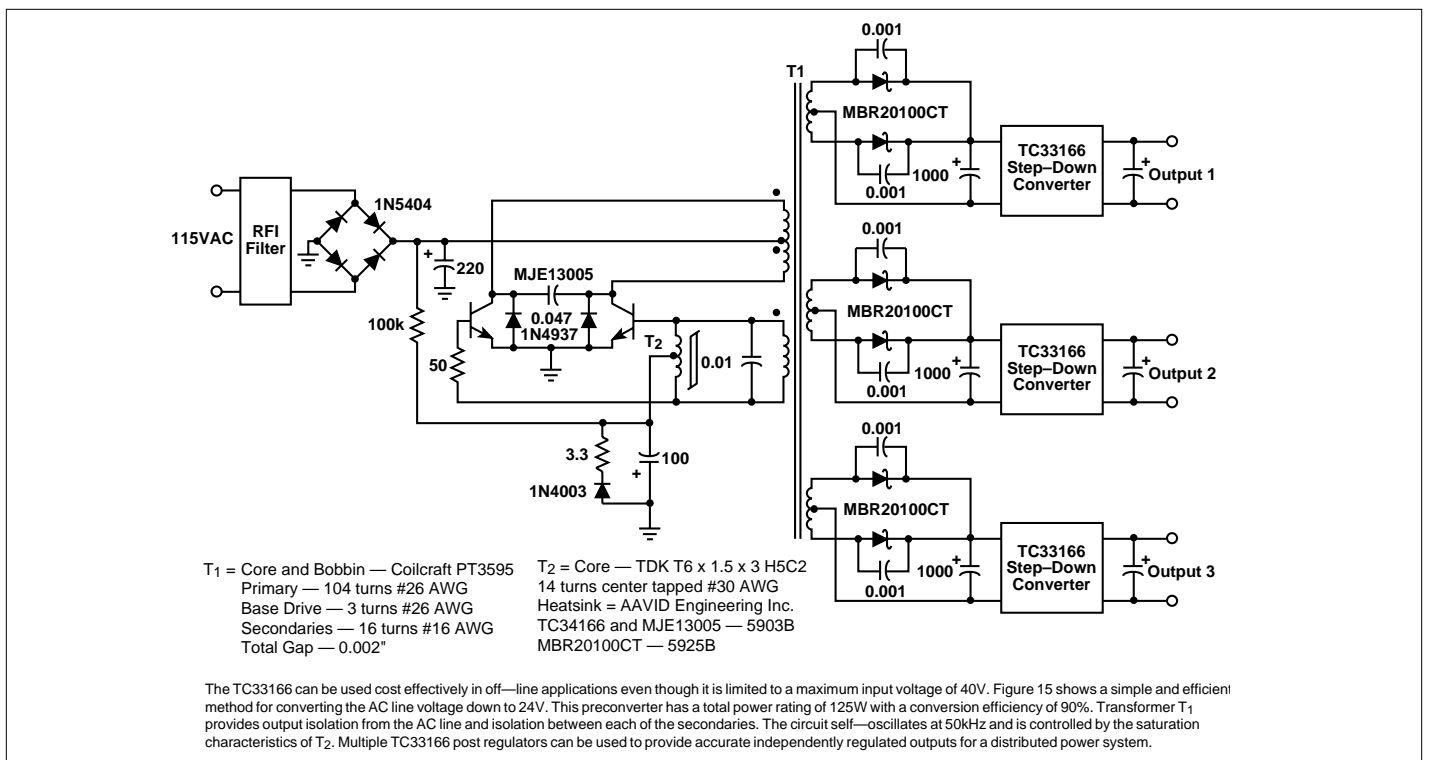 0.001
T1
MBR20100CT
0.001
1000
+
TC33166
Step–Down
Converter
+
Output 1
115VAC
RFI
Filter
1N5404
+
220
MJE13005
0.047
1N4937
100k
50
T2
0.01
3.3
+
100
1N4003
0.001
MBR20100CT
0.001
1000
+
TC33166
Step–Down
Converter
+
Output 2
0.001
MBR20100CT
0.001
1000
+
TC33166
Step–Down
Converter
+
Output 3
T1 = Core and Bobbin — Coilcraft PT3595
Primary — 104 turns #26 AWG
Base Drive — 3 turns #26 AWG
Secondaries — 16 turns #16 AWG
Total Gap — 0.002"
T2 = Core — TDK T6 x 1.5 x 3 H5C2
14 turns center tapped #30 AWG
Heatsink = AAVID Engineering Inc.
TC34166 and MJE13005 — 5903B
MBR20100CT — 5925B
The TC33166 can be used cost effectively in off—line applications even though it is limited to a maximum input voltage of 40V. Figure 15 shows a simple and efficient
method for converting the AC line voltage down to 24V. This preconverter has a total power rating of 125W with a conversion efficiency of 90%. Transformer T1
provides output isolation from the AC line and isolation between each of the secondaries. The circuit self—oscillates at 50kHz and is controlled by the saturation
characteristics of T2. Multiple TC33166 post regulators can be used to provide accurate independently regulated outputs for a distributed power system.